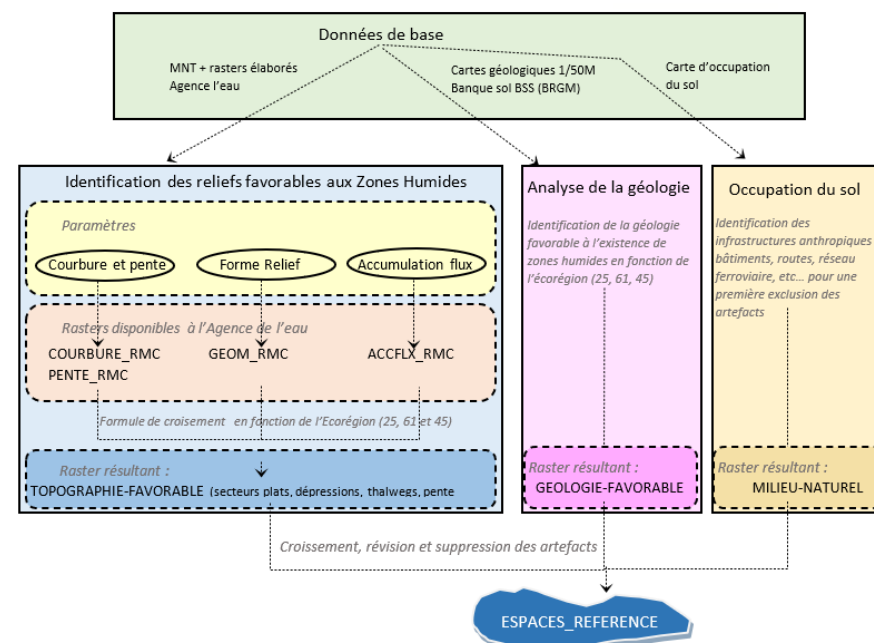 Données de base
MNT + rasters élaborés
Agence l'eau
Cartes géologiques 1/50M
Banque sol BSS (BRGM)
Carte d'occupation
du sol
Identification des reliefs favorables aux Zones Humides
Paramètres
Courbure et pente
Forme Relief
Accumulation flux
Rasters disponibles à l'Agence de l'eau
COURBURE_RMC
PENTE_RMC
GEOM_RMC
ACCFLX_RMC
Formule de croisement en fonction de l'Ecorégion (25, 61 et 45)
Raster résultant :
TOPOGRAPHIE-FAVORABLE (secteurs plats, dépressions, thalwegs, pente
Analyse de la géologie
Identification de la géologie
favorable à l'existence de
zones humides en fonction de
l'écorégion (25, 61, 45)
Raster résultant :
GEOLOGIE-FAVORABLE
Occupation du sol
Identification des
infrastructures anthropiques
bâtiments, routes, réseau
ferroviaire, etc... pour une
première exclusion des
artefacts
Raster résultant :
MILIEU-NATUREL
Croissement, révision et suppression des artefacts
ESPACES_REFERENCE